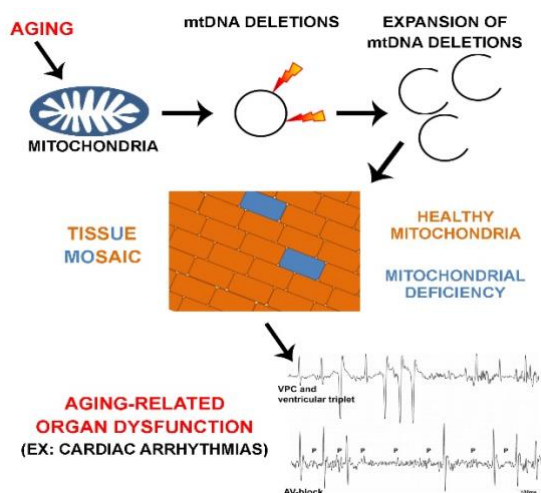 AGING
mtDNA DELETIONS
EXPANSION OF
mtDNA DELETIONS
MITOCHONDRIA
TISSUE
MOSAIC
HEALTHY
MITOCHONDRIA
MITOCHONDRIAL
DEFICIENCY
VPC and
ventricular triplet
AGING-RELATED
ORGAN DYSFUNCTION
(EX: CARDIAC ARRHYTHMIAS)
P P P P P P P
AV-block